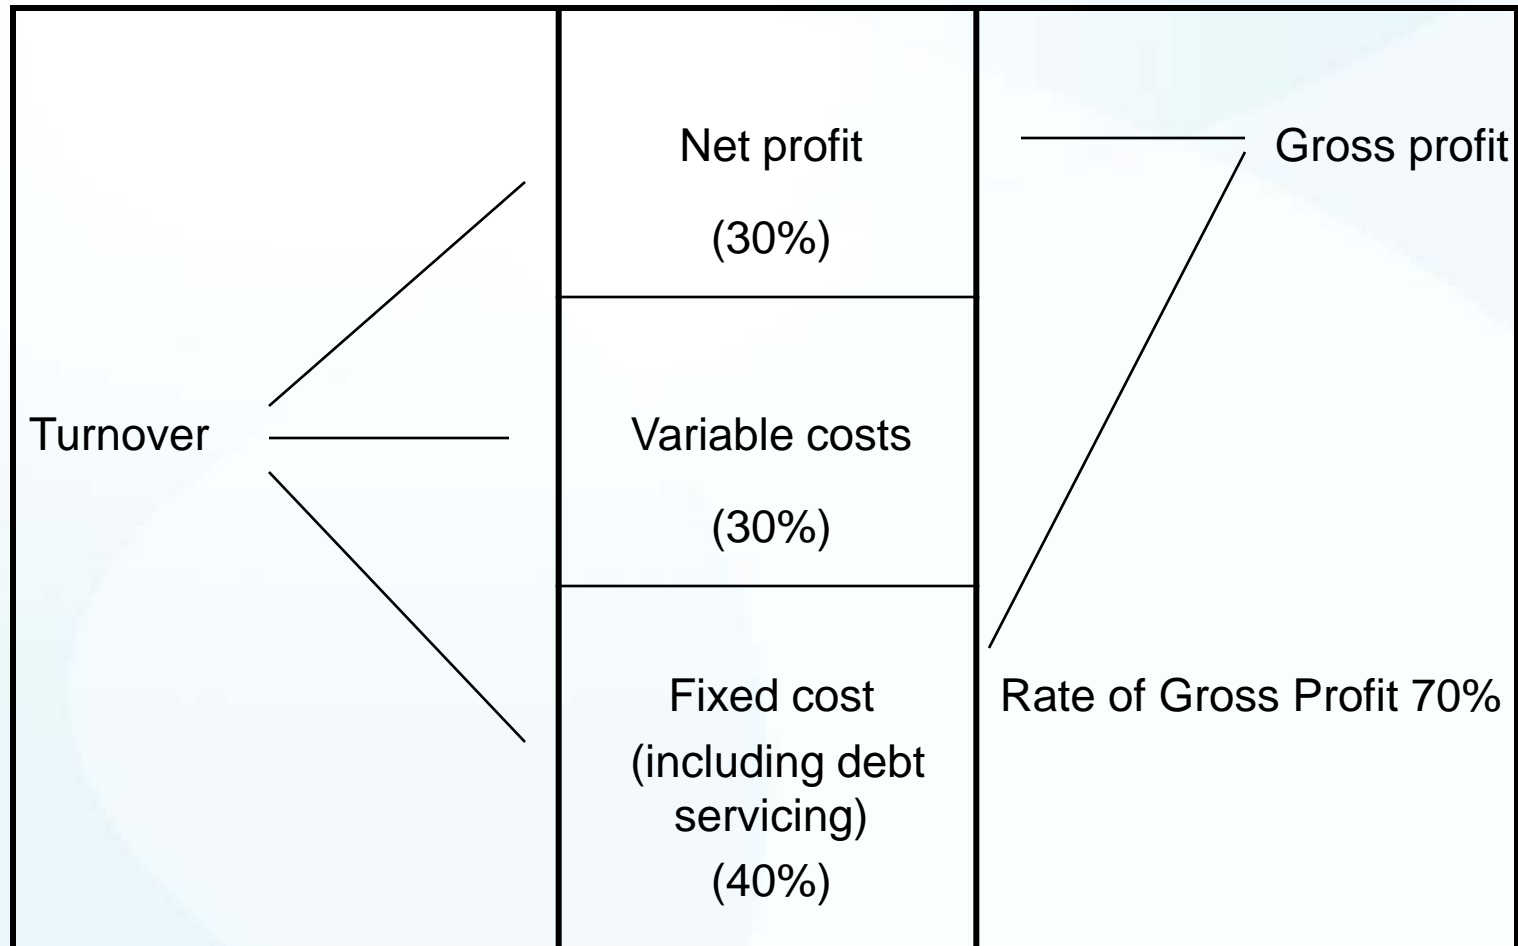 Net profit
Gross profit
(30%)
Turnover
Variable costs
(30%)
Fixed cost
Rate of Gross Profit 70%
(including debt
servicing)
(40%)